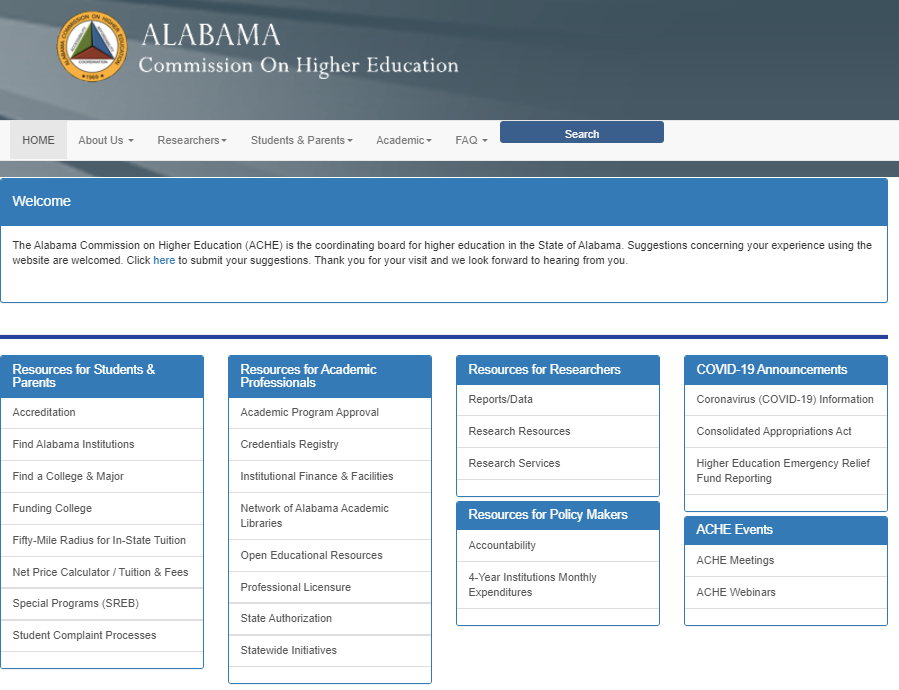 ALABAMA COMMISSION ON HIGHER EDUCATION
COORDINATION
1969
ALABAMA
Commission On Higher Education
HOME
About Us
Researchers
Students & Parents
Academic
FAQ
Search
Welcome
The Alabama Commission on Higher Education (ACHE) is the coordinating board for higher education in the State of Alabama. Suggestions concerning your experience using the
website are welcomed. Click here to submit your suggestions. Thank you for your visit and we look forward to hearing from you.
Resources for Students &
Parents
Accreditation
Find Alabama Institutions
Find a College & Major
Funding College
Fifty-Mile Radius for In-State Tuition
Net Price Calculator / Tuition & Fees
Special Programs (SREB)
Student Complaint Processes
Resources for Academic
Professionals
Academic Program Approval
Credentials Registry
Institutional Finance & Facilities
Network of Alabama Academic
Libraries
Open Educational Resources
Professional Licensure
State Authorization
Statewide Initiatives
Resources for Researchers
Reports/Data
Research Resources
Research Services
Resources for Policy Makers
Accountability
4-Year Institutions Monthly
Expenditures
COVID-19 Announcements
Coronavirus (COVID-19) Information
Consolidated Appropriations Act
Higher Education Emergency Relief
Fund Reporting
ACHE Events
ACHE Meetings
ACHE Webinars